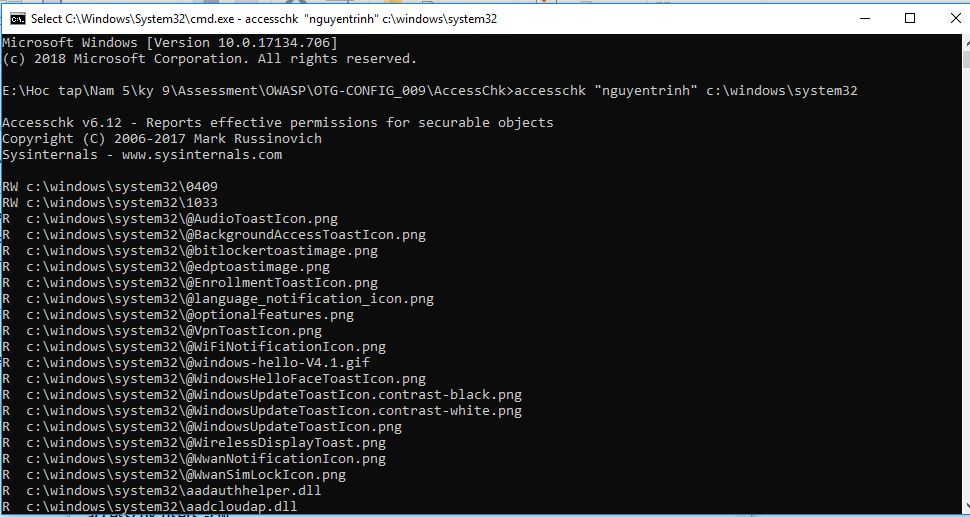 Select C:\Windows\System32\cmd.exe - accesschk "nguyentrinh" c:\windows\system32
Microsoft Windows [Version 10.0.17134.706]
(c) 2018 Microsoft Corporation. All rights reserved.
E:\Hoc tap\Nam 5\ky 9\Assessment\OWASP\OTG-CONFIG_009\AccessChk>accesschk "nguyentrinh" c:\windows\system32
Accesschk v6.12 - Reports effective permissions for securable objects
Copyright (C) 2006-2017 Mark Russinovich
Sysinternals - www.sysinternals.com
RW c:\windows\system32\0409
RW c:\windows\system32\1033
R  c:\windows\system32\@AudioToastIcon.png
R  c:\windows\system32\@BackgroundAccessToastIcon.png
R  c:\windows\system32\@bitlockertoastimage.png
R  c:\windows\system32\@edptoastimage.png
R  c:\windows\system32\@EnrollmentToastIcon.png
R  c:\windows\system32\@language_notification_icon.png
R  c:\windows\system32\@optionalfeatures.png
R  c:\windows\system32\@VpnToastIcon.png
R  c:\windows\system32\@WiFiNotificationIcon.png
R  c:\windows\system32\@windows-hello-V4.1.gif
R  c:\windows\system32\@WindowsHelloFaceToastIcon.png
R  c:\windows\system32\@WindowsUpdateToastIcon.contrast-black.png
R  c:\windows\system32\@WindowsUpdateToastIcon.contrast-white.png
R  c:\windows\system32\@WindowsUpdateToastIcon.png
R  c:\windows\system32\@WirelessDisplayToast.png
R  c:\windows\system32\@WwanNotificationIcon.png
R  c:\windows\system32\@WwanSimLockIcon.png
R  c:\windows\system32\aadauthhelper.dll
R  c:\windows\system32\aadcloudap.dll